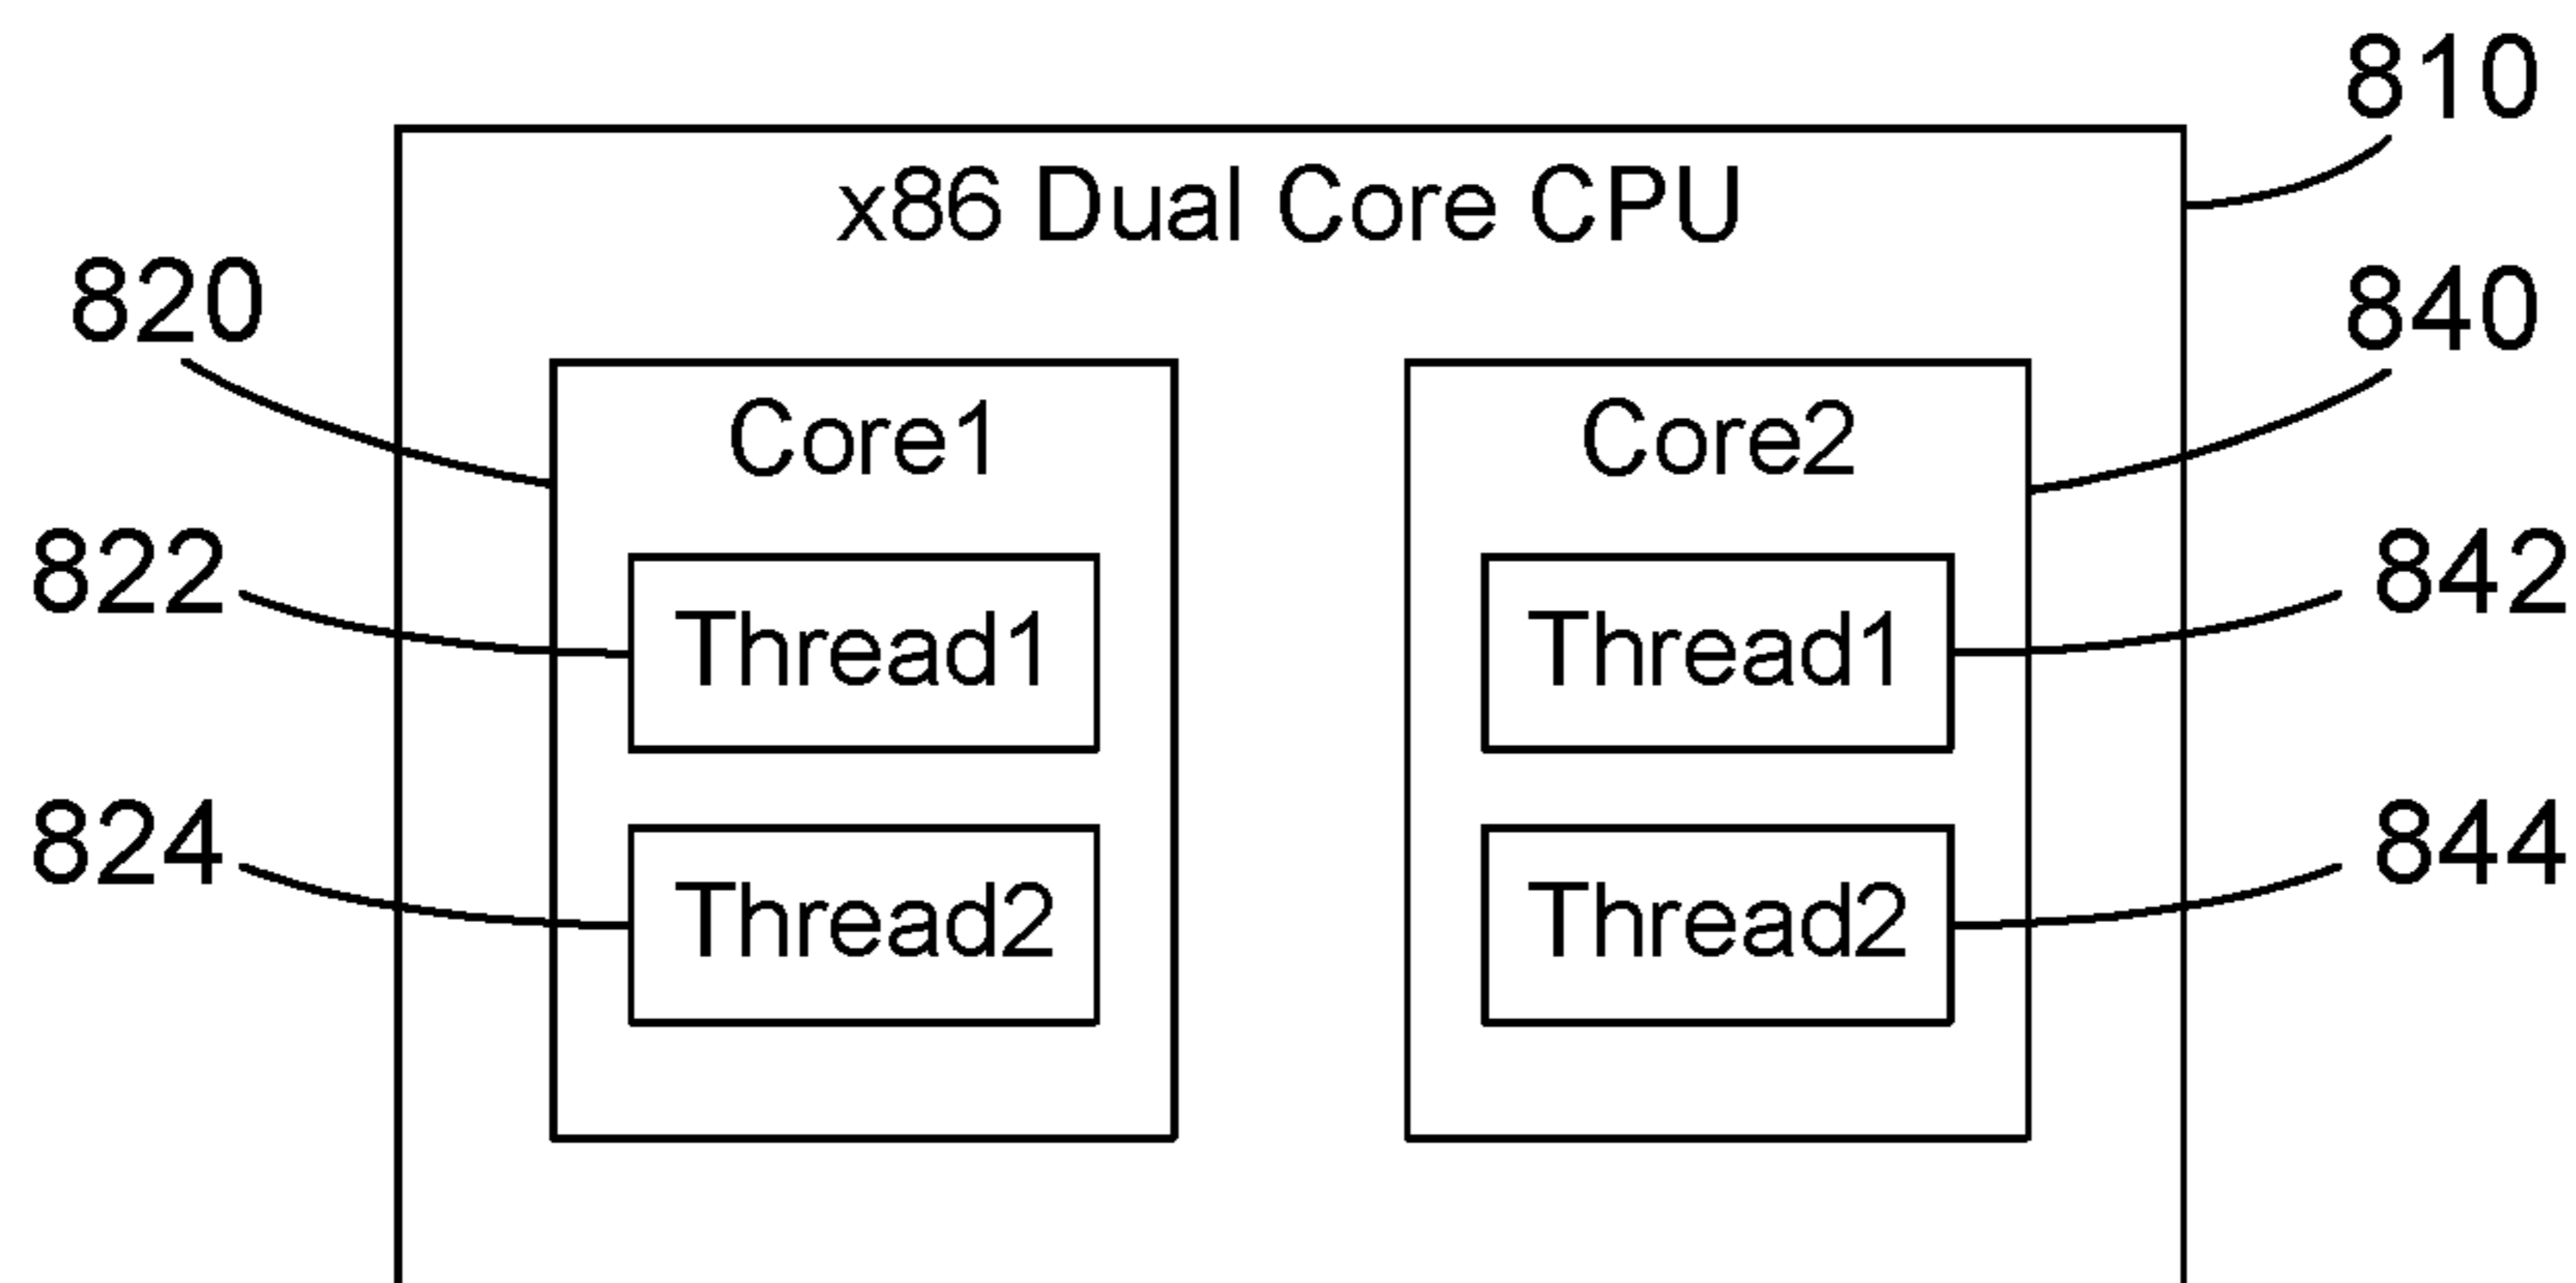 810
x86 Dual Core CPU
820
840
Core1
Core2
822
Thread1
Thread1
842
824
Thread2
Thread2
844